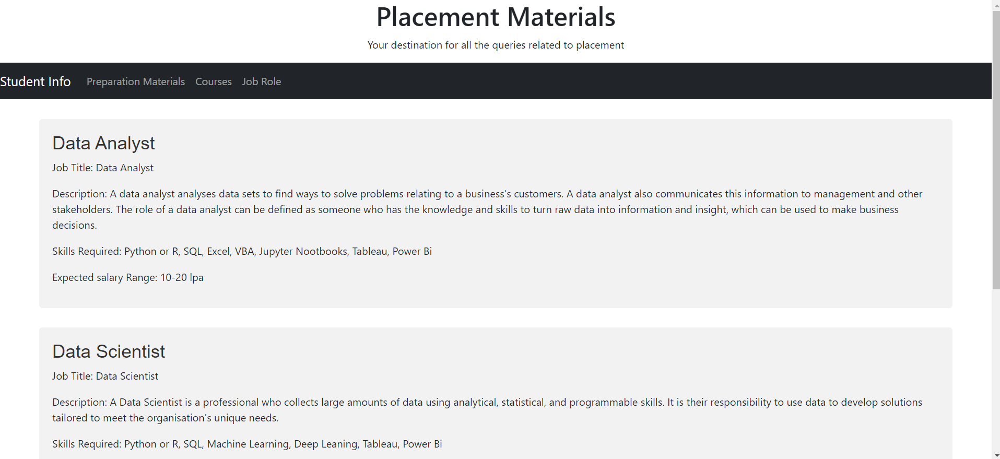 Placement Materials
Your destination for all the queries related to placement
Student Info Preparation Materials Courses Job Role
Data Analyst
Job Title: Data Analyst
Description: A data analyst analyses data sets to find ways to solve problems relating to a business's customers. A data analyst also communicates this information to management and other
stakeholders. The role of a data analyst can be defined as someone who has the knowledge and skills to turn raw data into information and insight, which can be used to make business
decisions.
Skills Required: Python or R, SQL, Excel, VBA, Jupyter Nootbooks, Tableau, Power Bi
Expected salary Range: 10-20 lpa
Data Scientist
Job Title: Data Scientist
Description: A Data Scientist is a professional who collects large amounts of data using analytical, statistical, and programmable skills. It is their responsibility to use data to develop solutions
tailored to meet the organisation's unique needs.
Skills Required: Python or R, SQL, Machine Learning, Deep Leaning, Tableau, Power Bi